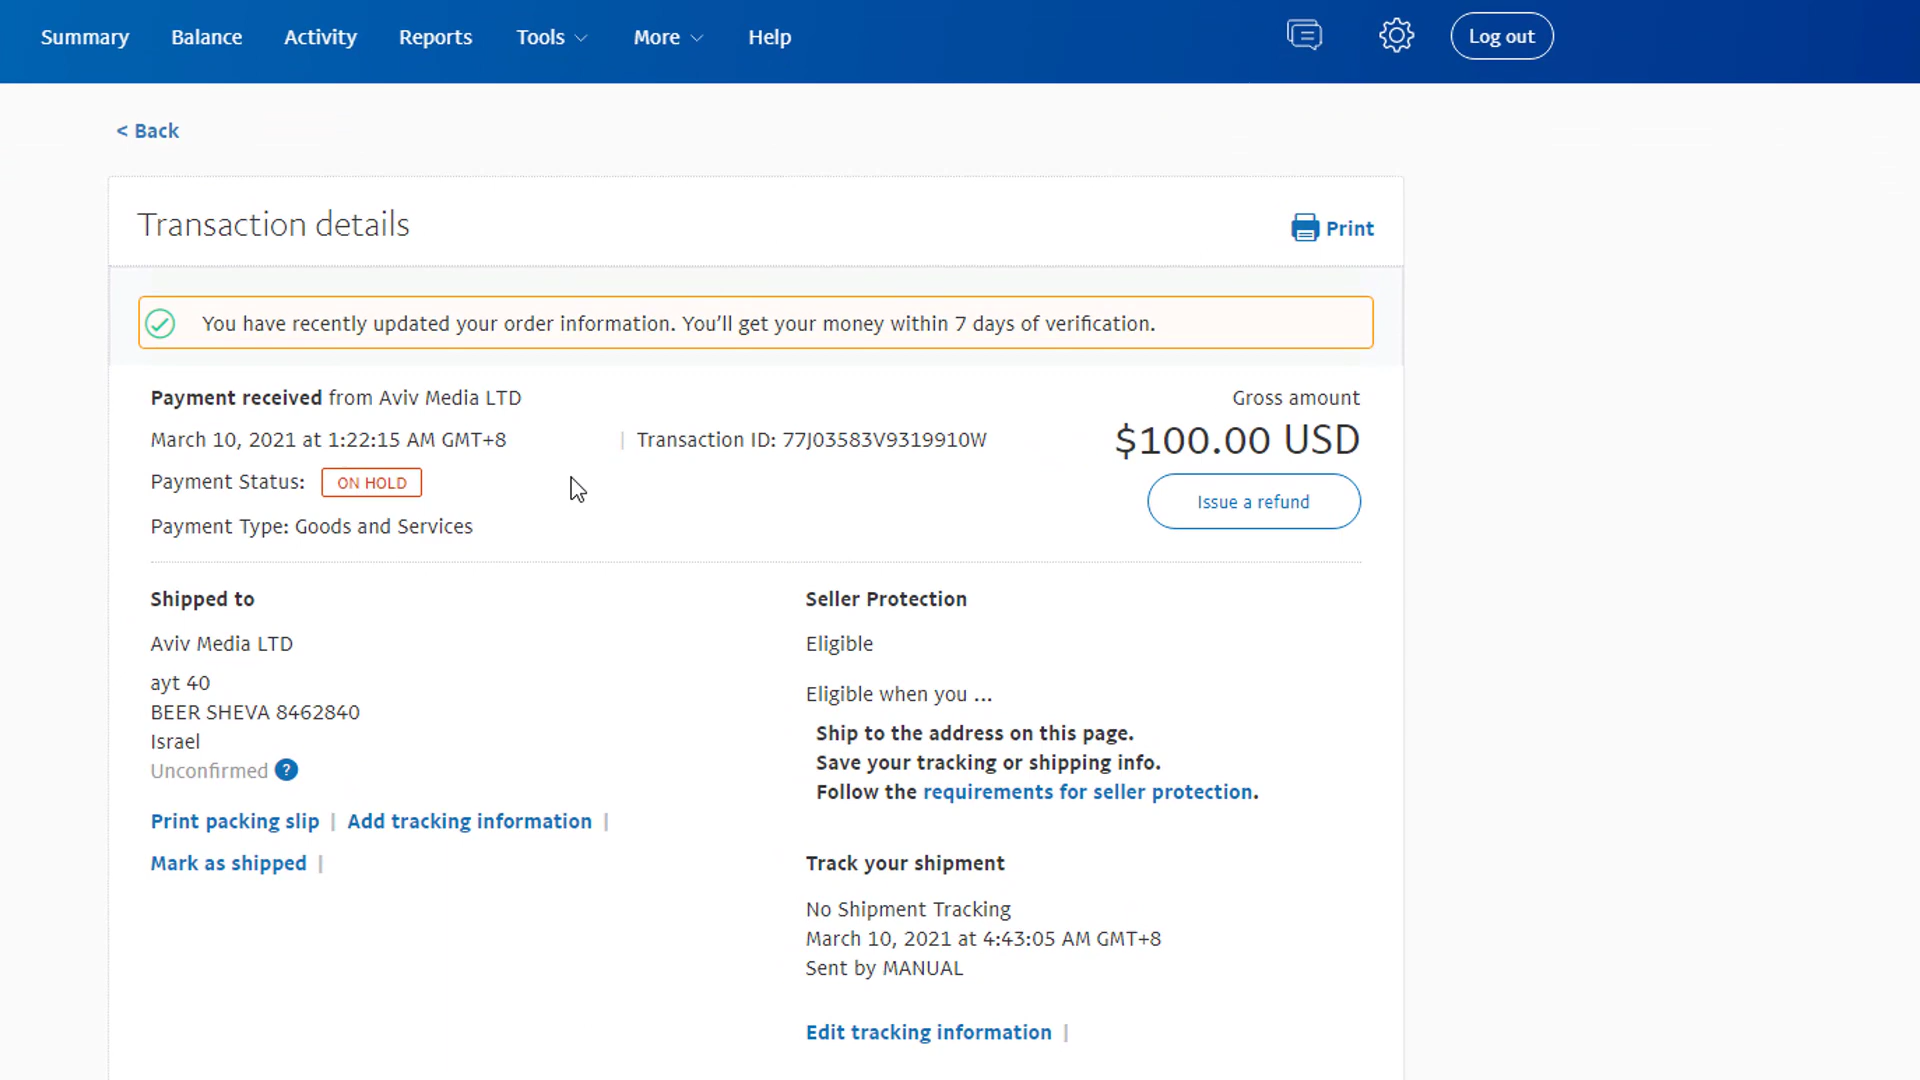 Summary Balance Activity Reports Tools More Help Log out
< Back
Transaction details
Print
You have recently updated your order information. You'll get your money within 7 days of verification.
Payment received from Aviv Media LTD
Gross amount
March 10, 2021 at 1:22:15 AM GMT+8 | Transaction ID: 77J03583V9319910W
$100.00 USD
Payment Status: ON HOLD
Issue a refund
Payment Type: Goods and Services
Shipped to
Aviv Media LTD
ayt 40
BEER SHEVA 8462840
Israel
Unconfirmed ?
Print packing slip | Add tracking information |
Mark as shipped |
Seller Protection
Eligible
Eligible when you ...
Ship to the address on this page.
Save your tracking or shipping info.
Follow the requirements for seller protection.
Track your shipment
No Shipment Tracking
March 10, 2021 at 4:43:05 AM GMT+8
Sent by MANUAL
Edit tracking information |